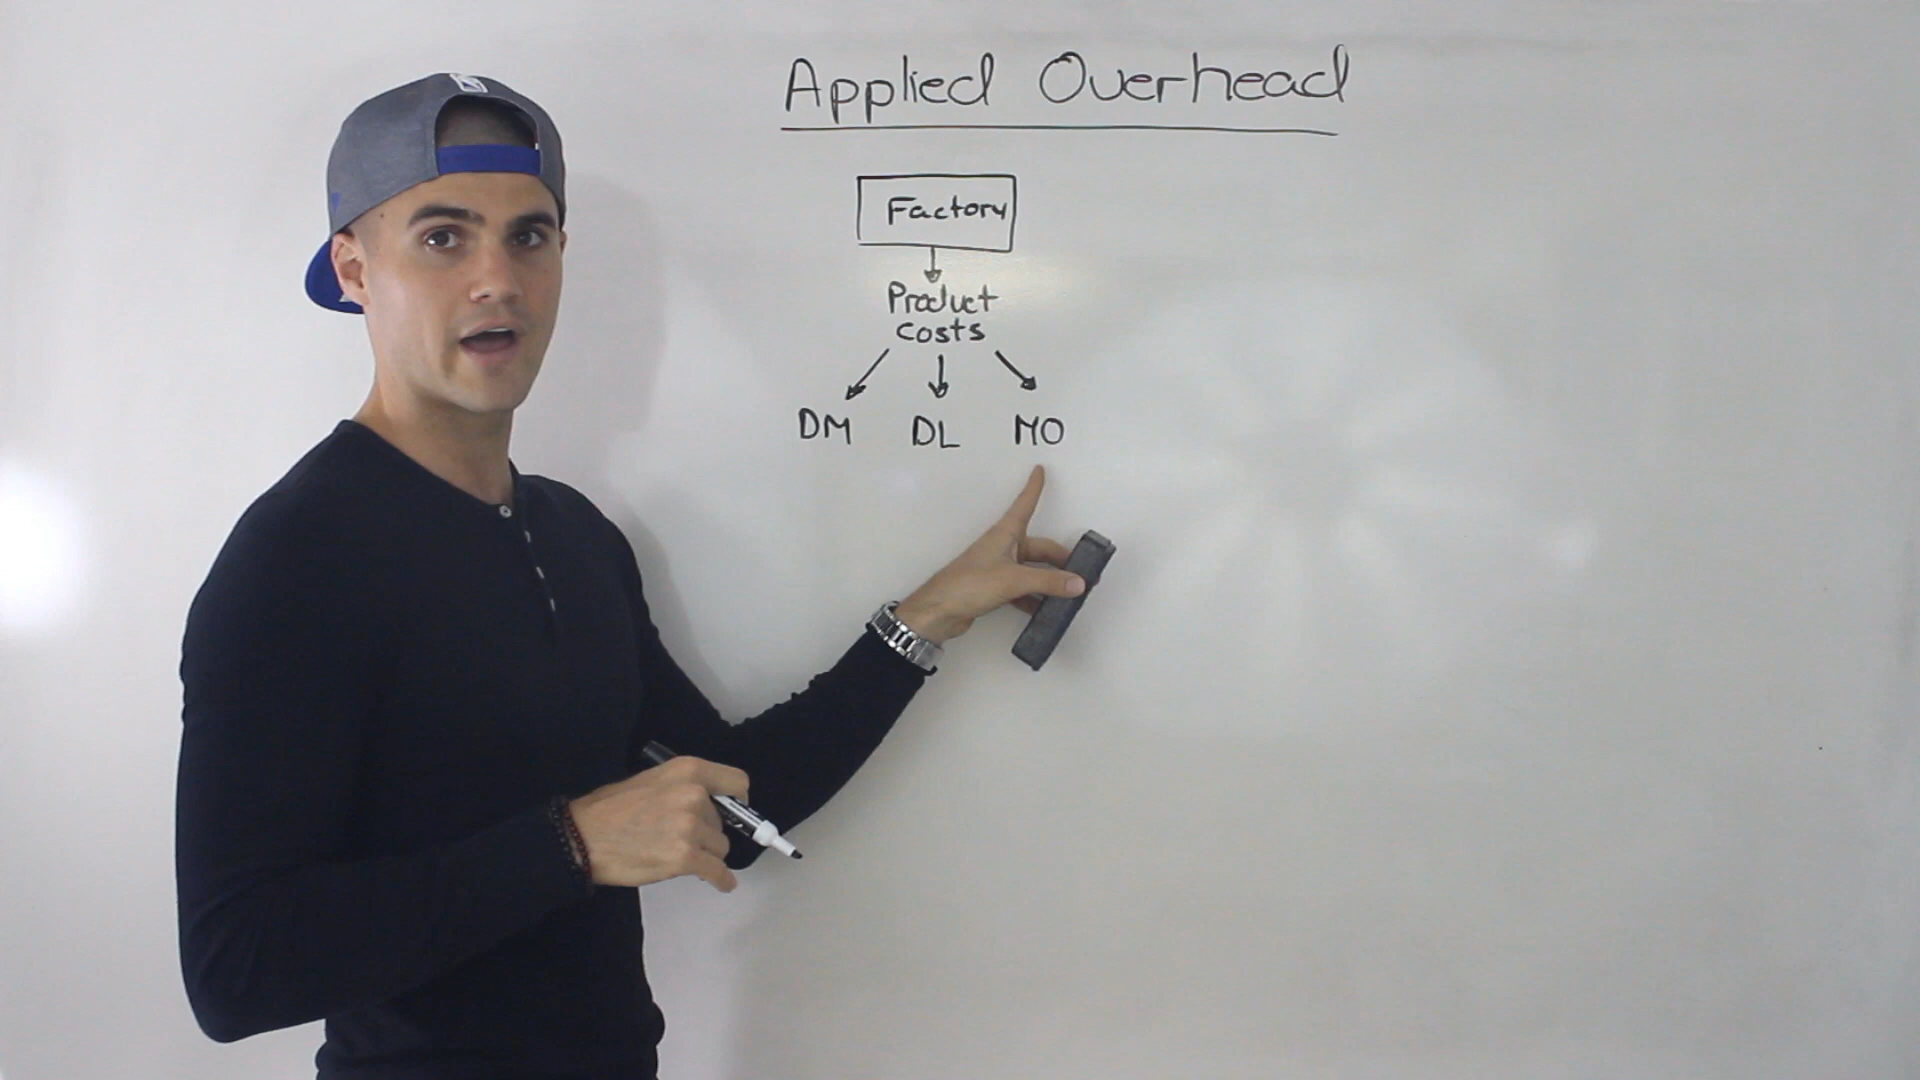 Applied Overhead
Factory
Product
Costs
DM DL MO